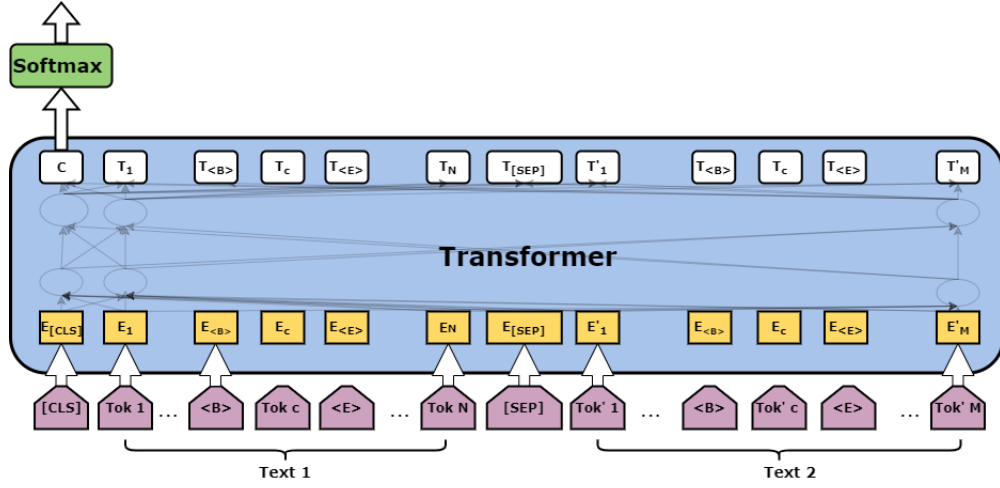 Softmax
C T1 T<B> Tc T<E> TN T[SEP] T'1 T<B> Tc T<E> T'M
Transformer
E[CLS] E1 E<B> Ec E<E> EN E[SEP] E'1 E<B> Ec E<E> E'M
[CLS] Tok 1 ... <B> Tok c <E> ... Tok N [SEP] Tok' 1 ... <B> Tok' c <E> ... Tok' M
Text 1 Text 2